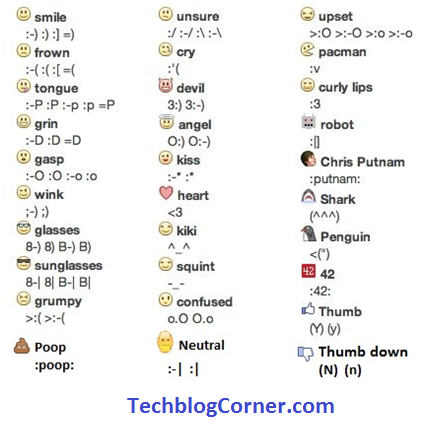 smile
:-) :) :] =)
frown
:-( :( :[ =(
tongue
:-P :P :-p :p =P
grin
:-D :D =D
gasp
:-O :O :-o :o
wink
;-) ;)
glasses
8-) 8) B-) B)
sunglasses
8-| 8| B-| B|
grumpy
>:( >:-(
Poop
:poop:
unsure
:/ :-/ :\ :-\
cry
:'(
devil
3:) 3:-)
angel
O:) O:-)
kiss
:-* :*
heart
<3
kiki
^_^
squint
-_-
confused
o.O O.o
Neutral
:-| :|
upset
>:O >:-O >:o >:-o
pacman
:v
curly lips
:3
robot
:|]
Chris Putnam
:putnam:
Shark
(^^^)
Penguin
<(")
42
42
:42:
Thumb
(Y) (y)
Thumb down
(N) (n)
TechblogCorner.com